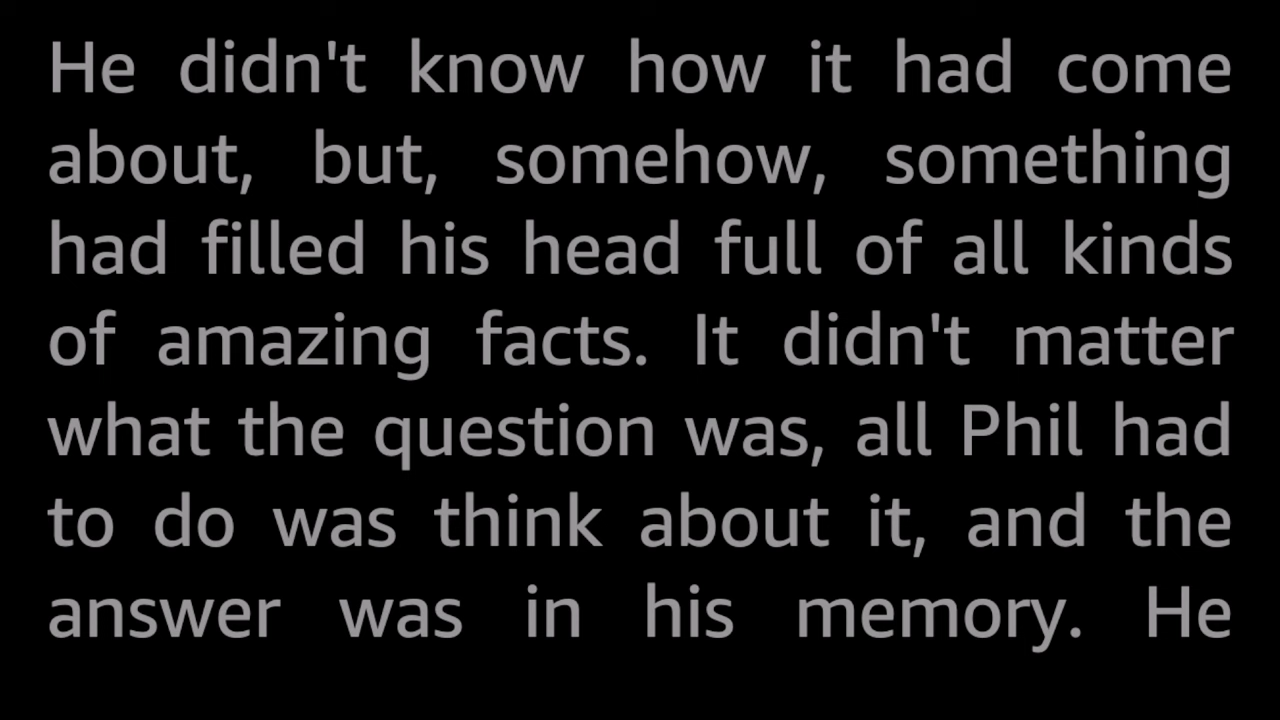 He didn't know how it had come
about, but, somehow, something
had filled his head full of all kinds
of amazing facts. It didn't matter
what the question was, all Phil had
to do was think about it, and the
answer was in his memory. He